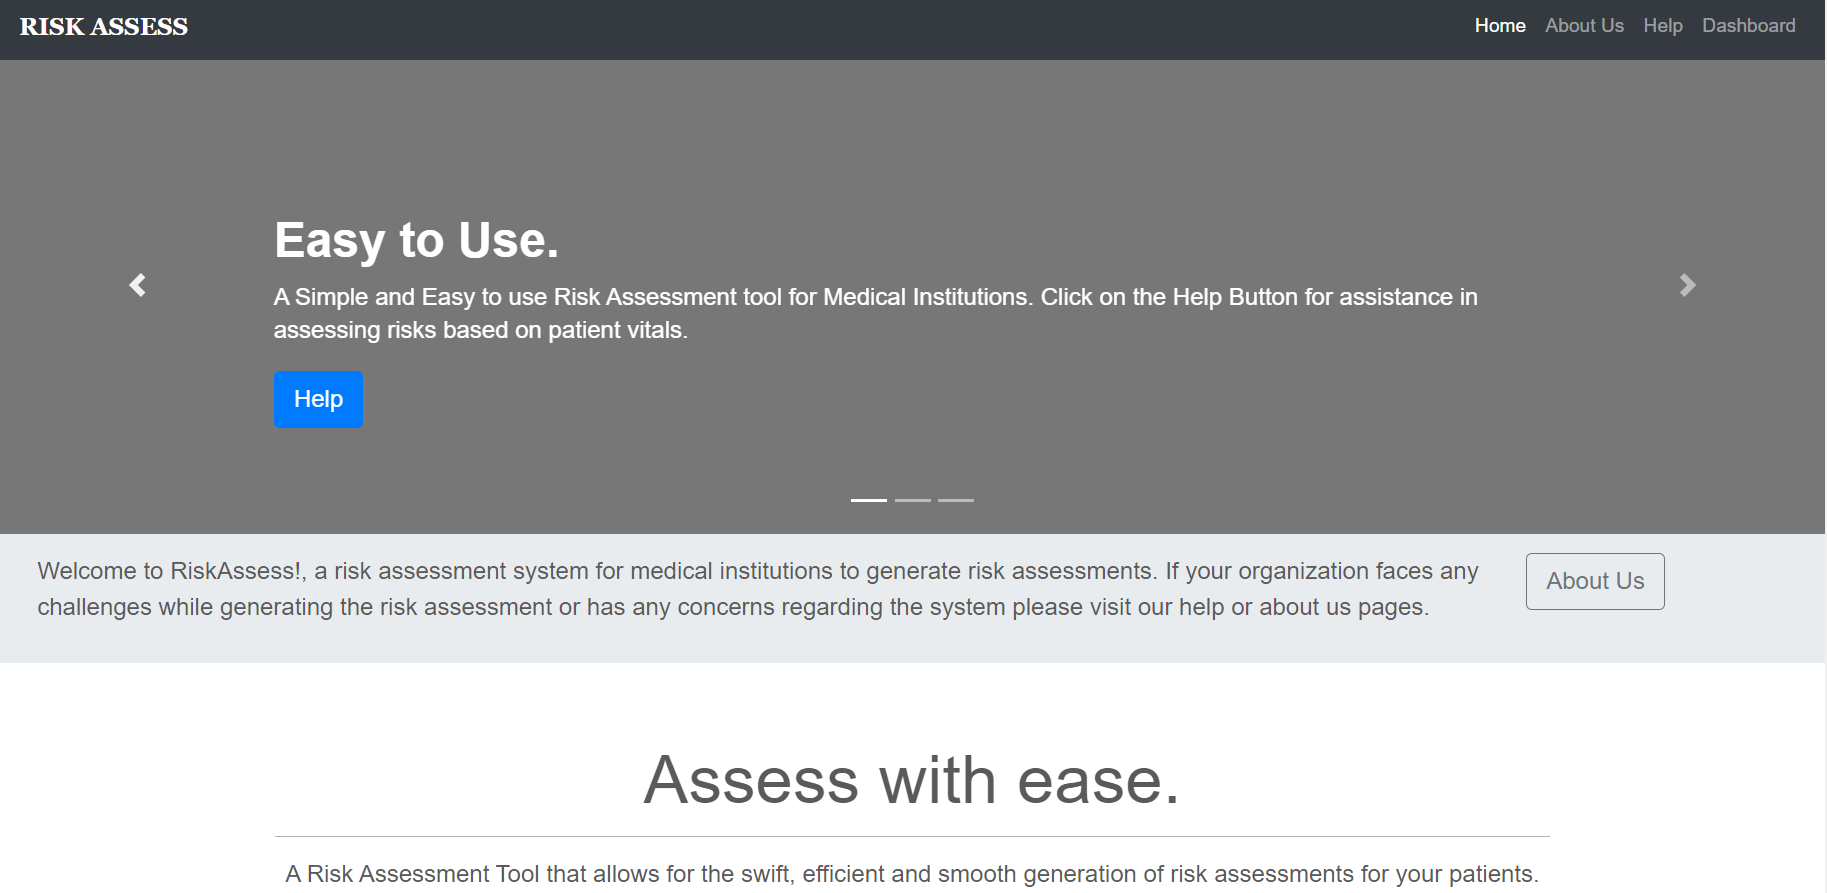 RISK ASSESS
Home About Us Help Dashboard
Easy to Use.
A Simple and Easy to use Risk Assessment tool for Medical Institutions. Click on the Help Button for assistance in
assessing risks based on patient vitals.
Help
Welcome to RiskAssess!, a risk assessment system for medical institutions to generate risk assessments. If your organization faces any
challenges while generating the risk assessment or has any concerns regarding the system please visit our help or about us pages.
About Us
Assess with ease.
A Risk Assessment Tool that allows for the swift, efficient and smooth generation of risk assessments for your patients.